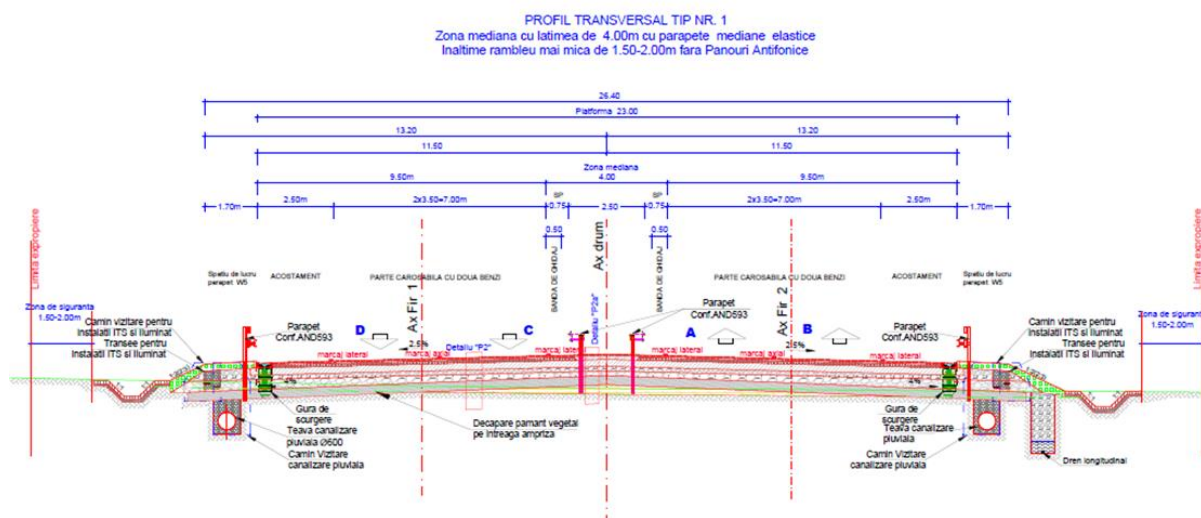 PROFIL TRANSVERSAL TIP NR. 1
Zona mediana cu latimea de 4.00m cu parapete mediane elastice
Inaltime rambleu mai mica de 1.50-2.00m fara Panouri Antifonice
26.40
Platforma 23.00
13.20
13.20
11.50
11.50
Zona mediana
9.50m
4.00
9.50m
BP
BP
1.70m
2.50m
2x3.50=7.00m
0.75
2.50
0.75
2x3.50=7.00m
2.50m
1.70m
0.50
0.50
Limita expropiere
Limita expropiere
Spatiu de lucru
parapet W5
ACOSTAMENT
PARTE CAROSABILA CU DOUA BENZI
BANDA DE GHIDAJ
Ax drum
BANDA DE GHIDAJ
PARTE CAROSABILA CU DOUA BENZI
ACOSTAMENT
Spatiu de lucru
parapet W5
Ax Fir 1
Ax Fir 2
Zona de siguranta
1.50-2.00m
Zona de siguranta
1.50-2.00m
Camin vizitare pentru
Instalatii ITS si Iluminat
Transee pentru
Instalatii ITS si Iluminat
Parapet
Conf.AND593
D
C
Detaliu "P2a"
Parapet
Conf.AND593
A
B
Parapet
Conf.AND593
Camin vizitare pentru
Instalatii ITS si Iluminat
Transee pentru
Instalatii ITS si Iluminat
2.5%
2.5%
Detaliu "P2"
marcaj lateral
marcaj axial
marcaj lateral
marcaj lateral
marcaj axial
marcaj lateral
4%
4%
Gura de
scurgere
Teava canalizare
pluviala Ø600
Camin Vizitare
canalizare pluviala
Decapare pamant vegetal
pe intreaga ampriza
Gura de
scurgere
Teava canalizare
pluviala
Camin Vizitare
canalizare pluviala
Dren longitudinal